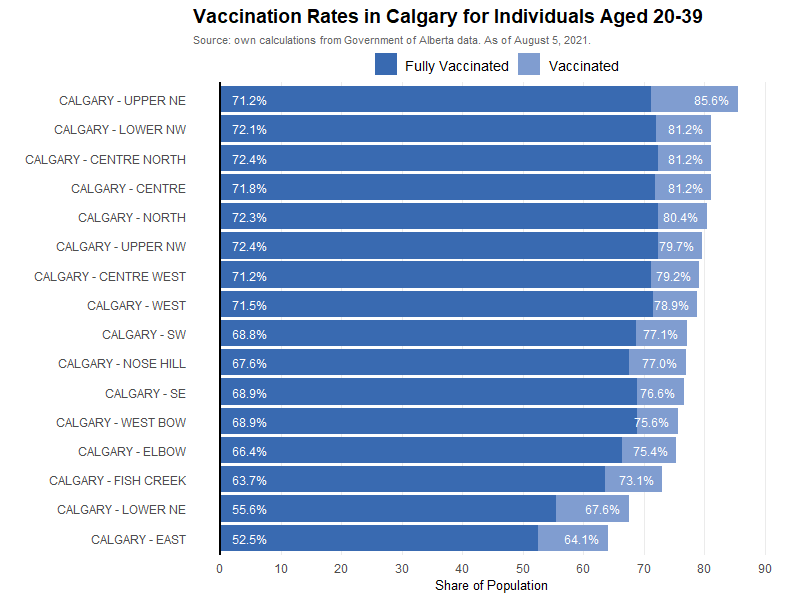 Vaccination Rates in Calgary for Individuals Aged 20-39
Source: own calculations from Government of Alberta data. As of August 5, 2021.
Fully Vaccinated Vaccinated
CALGARY - UPPER NE 71.2% 85.6%
CALGARY - LOWER NW 72.1% 81.2%
CALGARY - CENTRE NORTH 72.4% 81.2%
CALGARY - CENTRE 71.8% 81.2%
CALGARY - NORTH 72.3% 80.4%
CALGARY - UPPER NW 72.4% 79.7%
CALGARY - CENTRE WEST 71.2% 79.2%
CALGARY - WEST 71.5% 78.9%
CALGARY - SW 68.8% 77.1%
CALGARY - NOSE HILL 67.6% 77.0%
CALGARY - SE 68.9% 76.6%
CALGARY - WEST BOW 68.9% 75.6%
CALGARY - ELBOW 66.4% 75.4%
CALGARY - FISH CREEK 63.7% 73.1%
CALGARY - LOWER NE 55.6% 67.6%
CALGARY - EAST 52.5% 64.1%
0 10 20 30 40 50 60 70 80 90
Share of Population